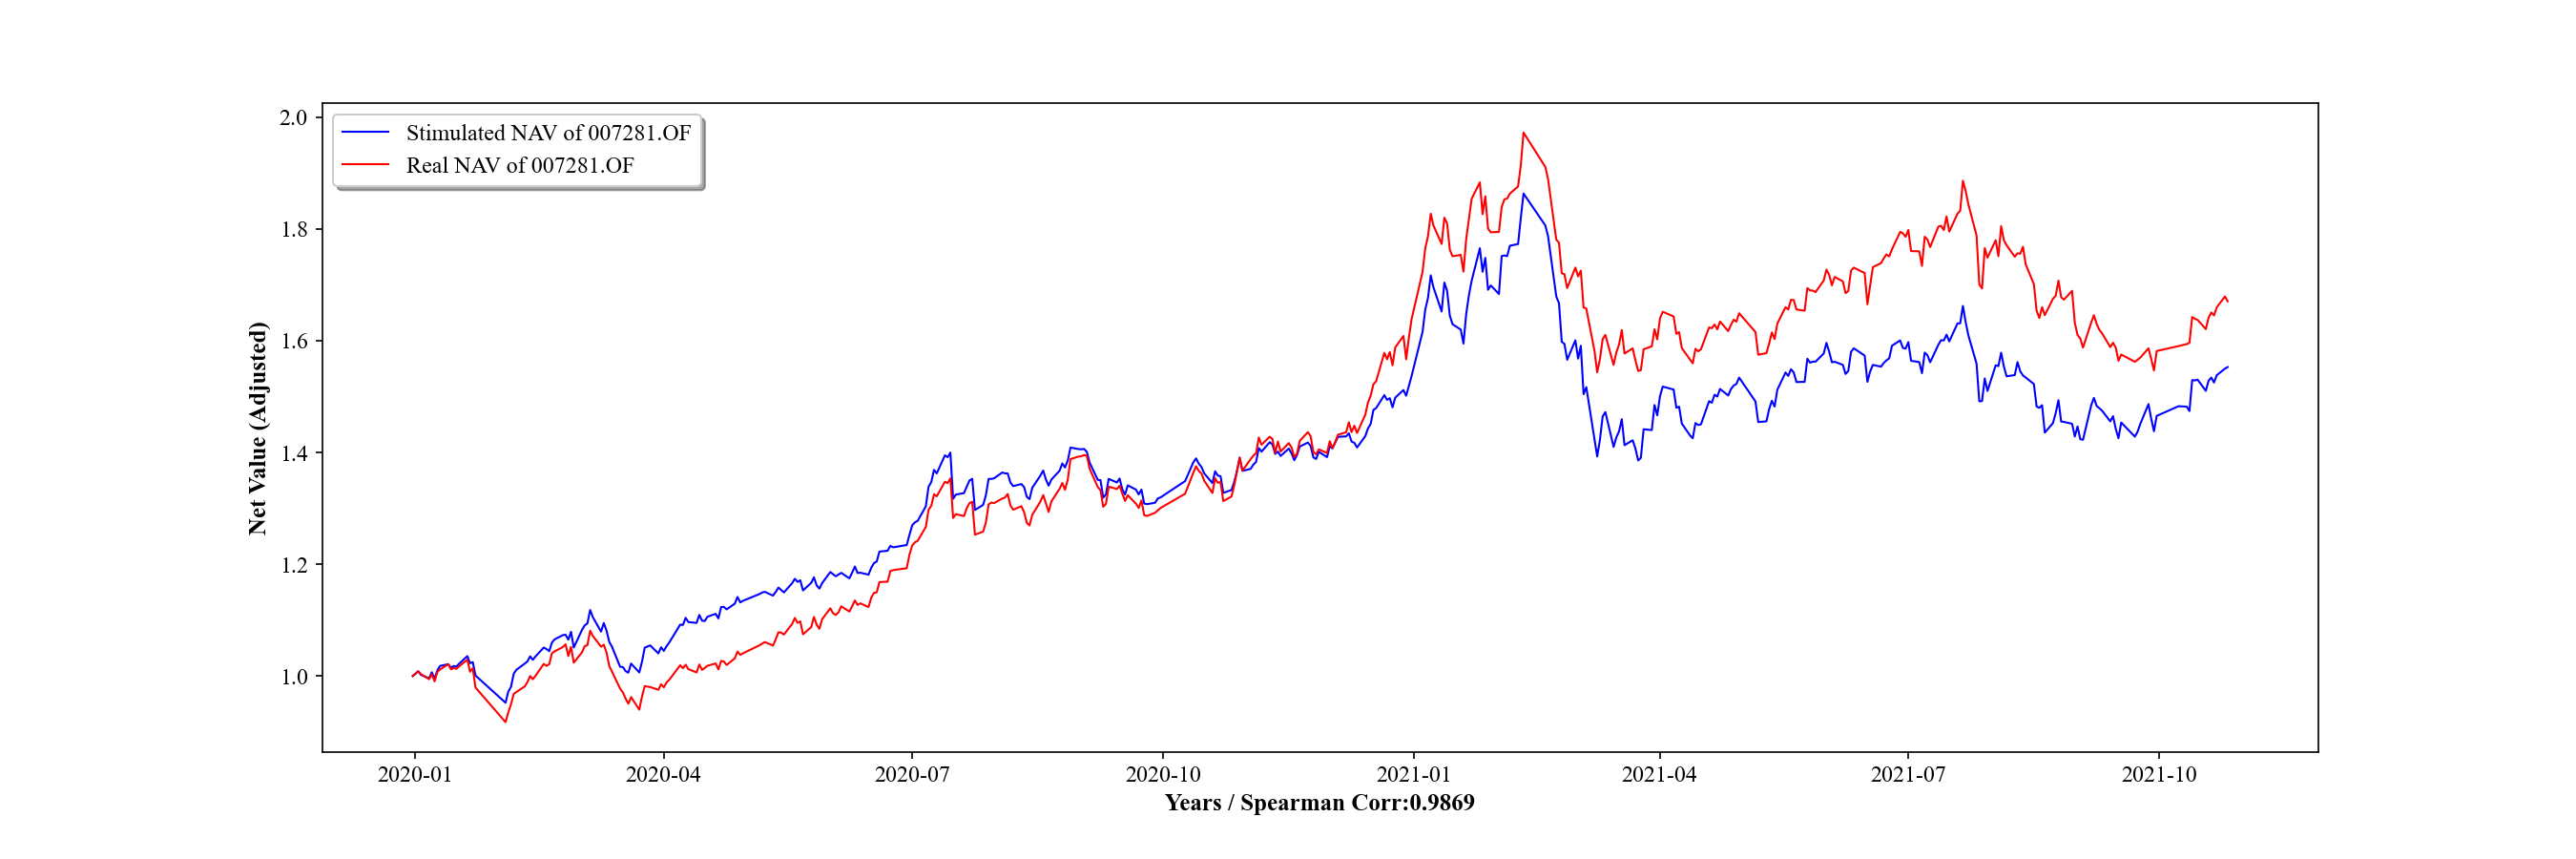 Stimulated NAV of 007281.OF
Real NAV of 007281.OF
Net Value (Adjusted)
2.0
1.8
1.6
1.4
1.2
1.0
2020-01 2020-04 2020-07 2020-10 2021-01 2021-04 2021-07 2021-10
Years / Spearman Corr:0.9869